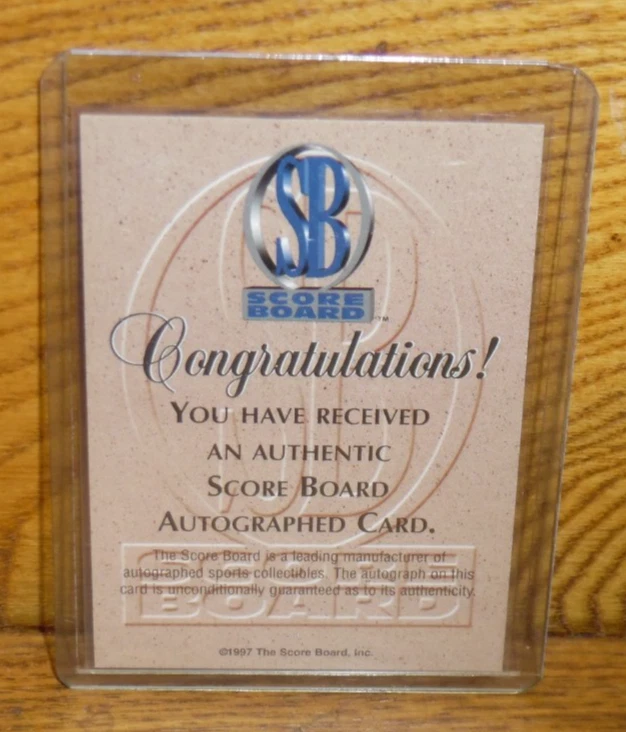 SB
SCORE
BOARD™
Congratulations!
YOU HAVE RECEIVED
AN AUTHENTIC
SCORE BOARD
AUTOGRAPHED CARD.
The Score Board is a leading manufacturer of
autographed sports collectibles. The autograph on this
card is unconditionally guaranteed as to its authenticity.
SCORE
BOARD
©1997 The Score Board, Inc.